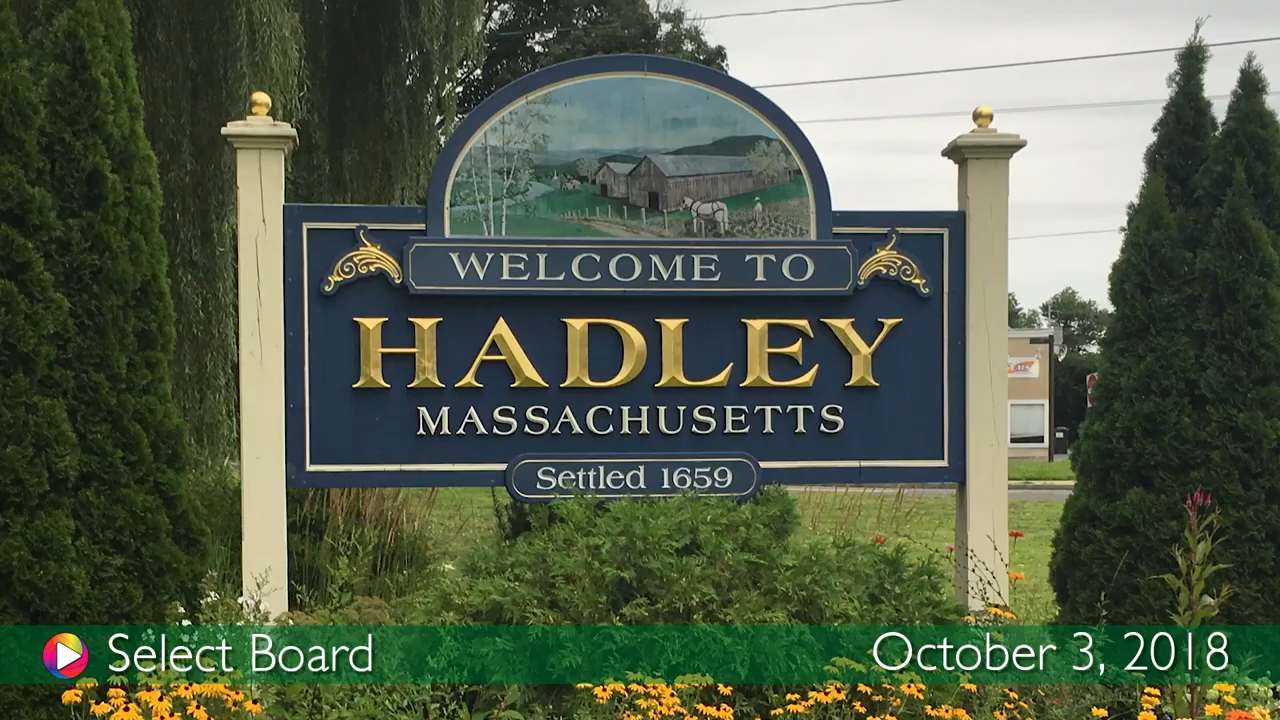 WELCOME TO
HADLEY
MASSACHUSETTS
Settled 1659
Select Board
October 3, 2018